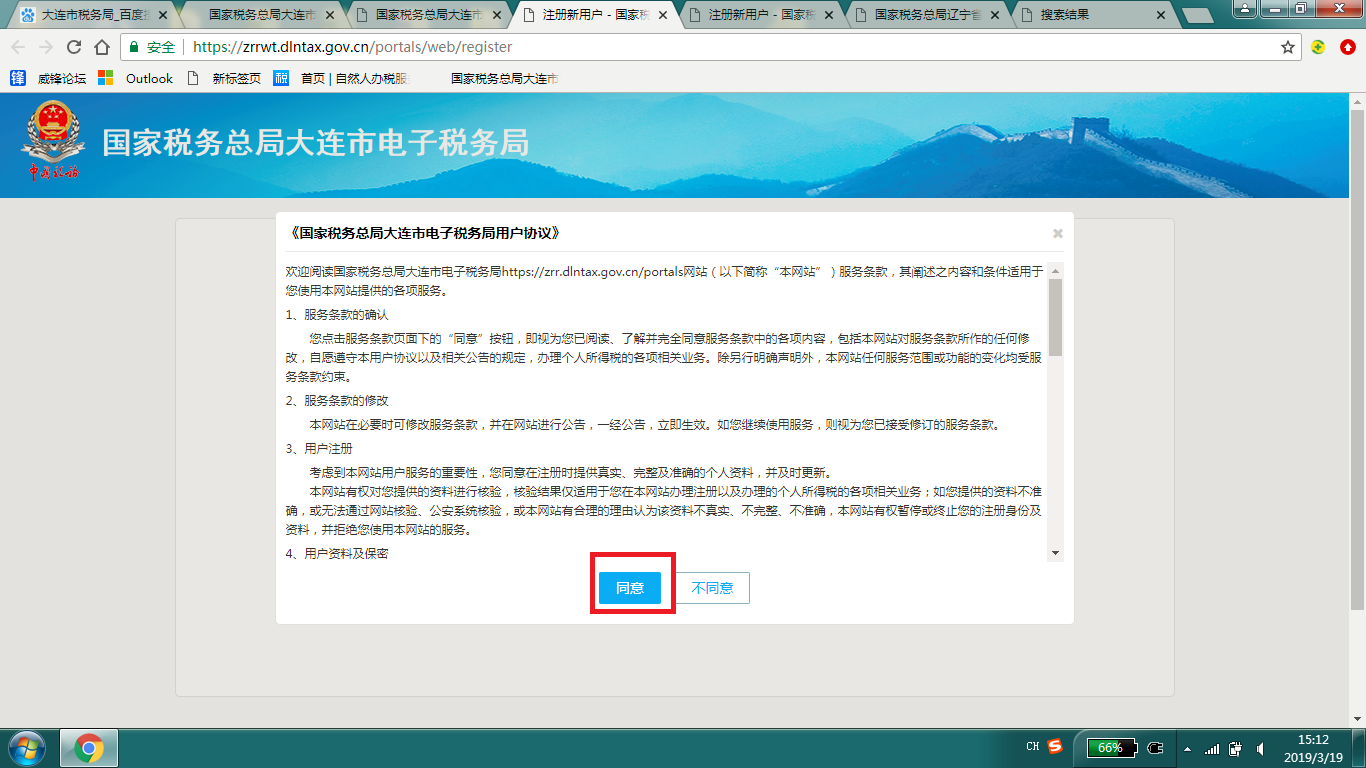 大连市税务局_百度搜
国家税务总局大连市
国家税务总局大连市
注册新用户 - 国家税
注册新用户 - 国家税
国家税务总局辽宁省
搜索结果
安全
https://zrrwt.dlntax.gov.cn/portals/web/register
锋 威锋论坛
Outlook
新标签页
税 首页 | 自然人办税服
国家税务总局大连市
中国税务
国家税务总局大连市电子税务局
《国家税务总局大连市电子税务局用户协议》
欢迎阅读国家税务总局大连市电子税务局https://zrr.dlntax.gov.cn/portals网站（以下简称“本网站”）服务条款，其阐述之内容和条件适用于
您使用本网站提供的各项服务。
1、服务条款的确认
您点击服务条款页面下的“同意”按钮，即视为您已阅读、了解并完全同意服务条款中的各项内容，包括本网站对服务条款所作的任何修
改，自愿遵守本用户协议以及相关公告的规定，办理个人所得税的各项相关业务。除另行明确声明外，本网站任何服务范围或功能的变化均受服
务条款约束。
2、服务条款的修改
本网站在必要时可修改服务条款，并在网站进行公告，一经公告，立即生效。如您继续使用服务，则视为您已接受修订的服务条款。
3、用户注册
考虑到本网站用户服务的重要性，您同意在注册时提供真实、完整及准确的个人资料，并及时更新。
本网站有权对您提供的资料进行核验，核验结果仅适用于您在本网站办理注册以及办理的个人所得税的各项相关业务；如您提供的资料不准
确，或无法通过网站核验、公安系统核验，或本网站有合理的理由认为该资料不真实、不完整、不准确，本网站有权暂停或终止您的注册身份及
资料，并拒绝您使用本网站的服务。
4、用户资料及保密
同意
不同意
CH
66%
15:12
2019/3/19